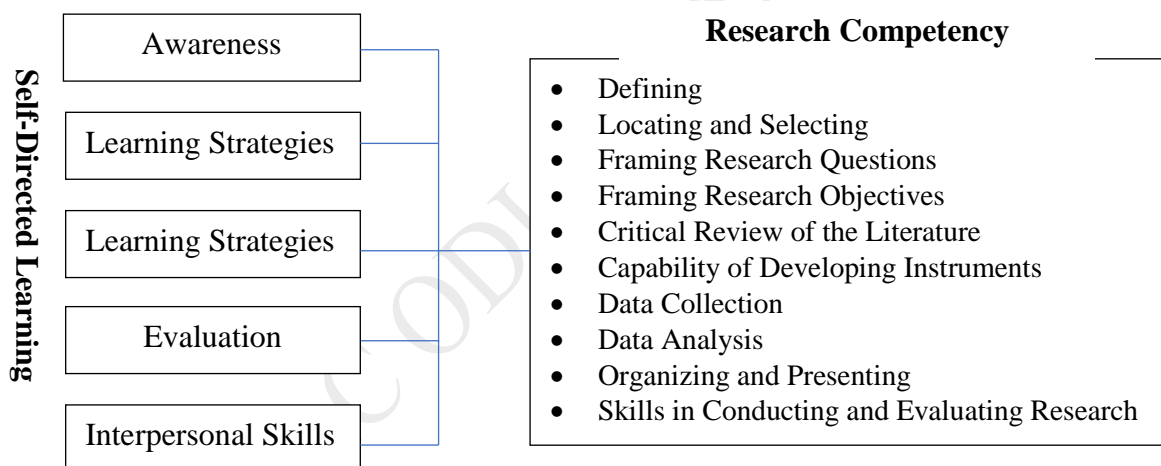 Self-Directed Learning
Awareness
Learning Strategies
Learning Strategies
Evaluation
Interpersonal Skills
Research Competency
• Defining
• Locating and Selecting
• Framing Research Questions
• Framing Research Objectives
• Critical Review of the Literature
• Capability of Developing Instruments
• Data Collection
• Data Analysis
• Organizing and Presenting
• Skills in Conducting and Evaluating Research